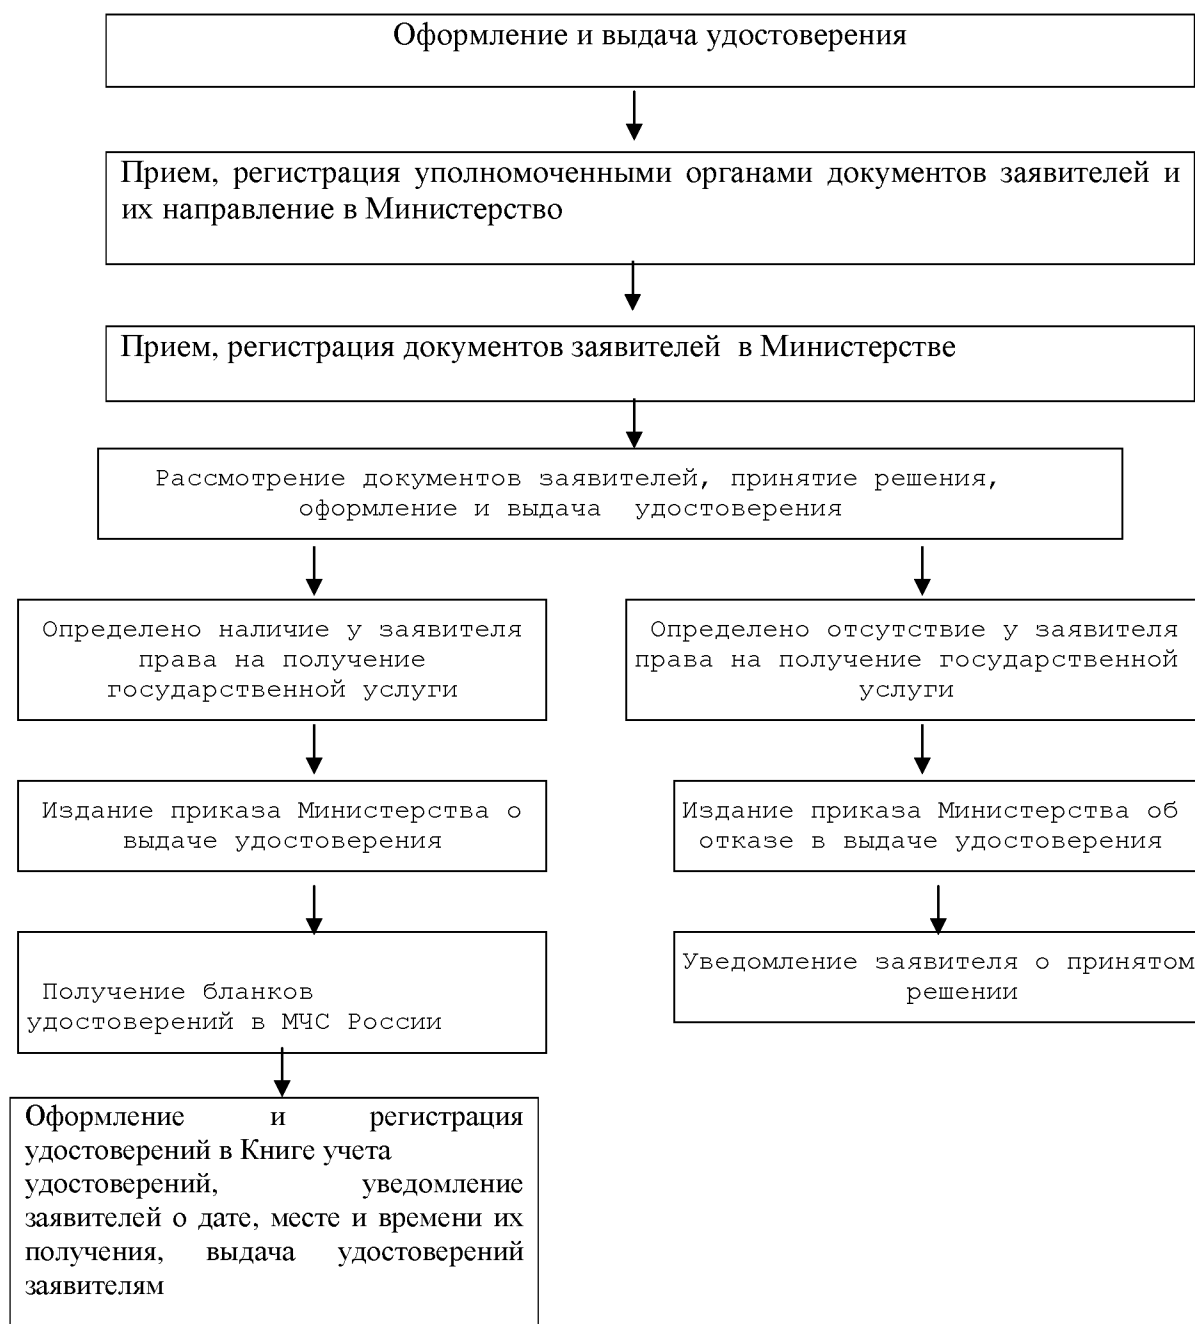 Оформление и выдача удостоверения
Прием, регистрация уполномоченными органами документов заявителей и
их направление в Министерство
Прием, регистрация документов заявителей в Министерстве
Рассмотрение документов заявителей, принятие решения,
оформление и выдача удостоверения
Определено наличие у заявителя
права на получение
государственной услуги
Определено отсутствие у заявителя
права на получение государственной
услуги
Издание приказа Министерства о
выдаче удостоверения
Издание приказа Министерства об
отказе в выдаче удостоверения
Получение бланков
удостоверений в МЧС России
Уведомление заявителя о принятом
решении
Оформление и регистрация
удостоверений в Книге учета
удостоверений, уведомление
заявителей о дате, месте и времени их
получения, выдача удостоверений
заявителям